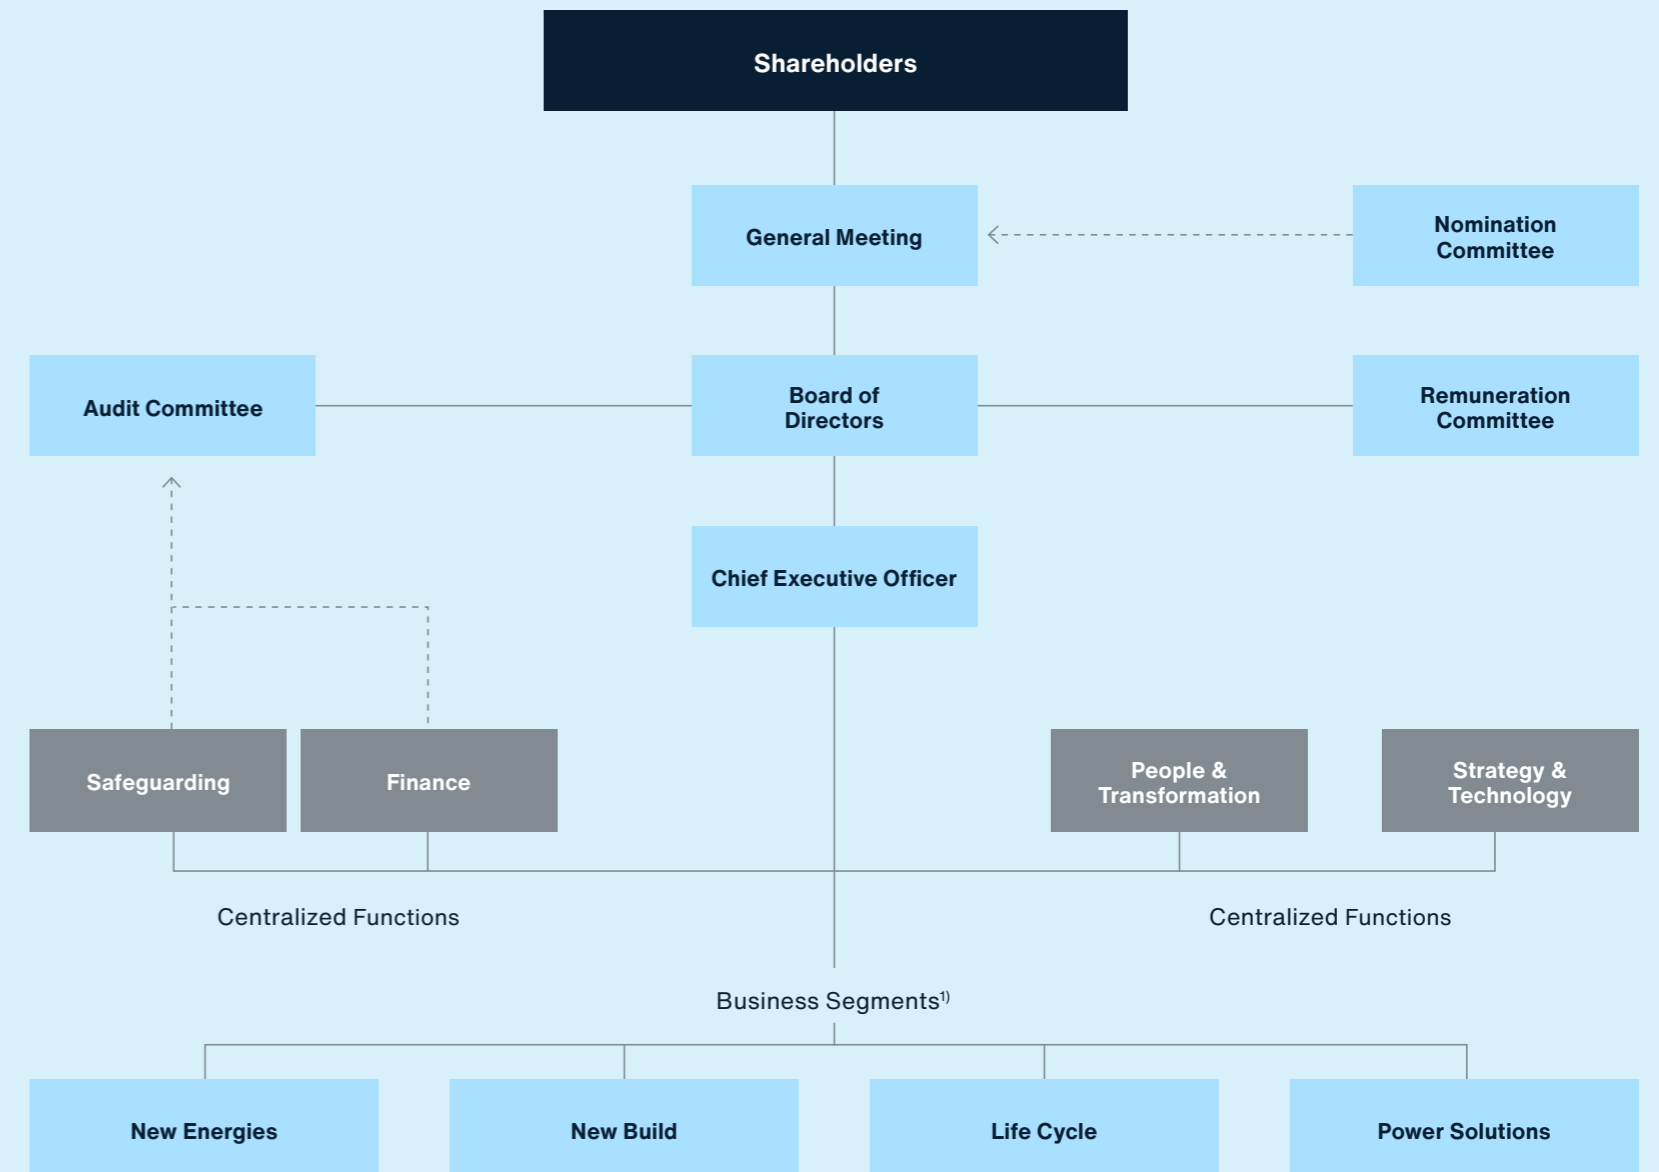 Shareholders
General Meeting
Nomination
Committee
Audit Committee
Board of
Directors
Remuneration
Committee
Chief Executive Officer
Safeguarding
Finance
People &
Transformation
Strategy &
Technology
Centralized Functions
Centralized Functions
Business Segments¹⁾
New Energies
New Build
Life Cycle
Power Solutions